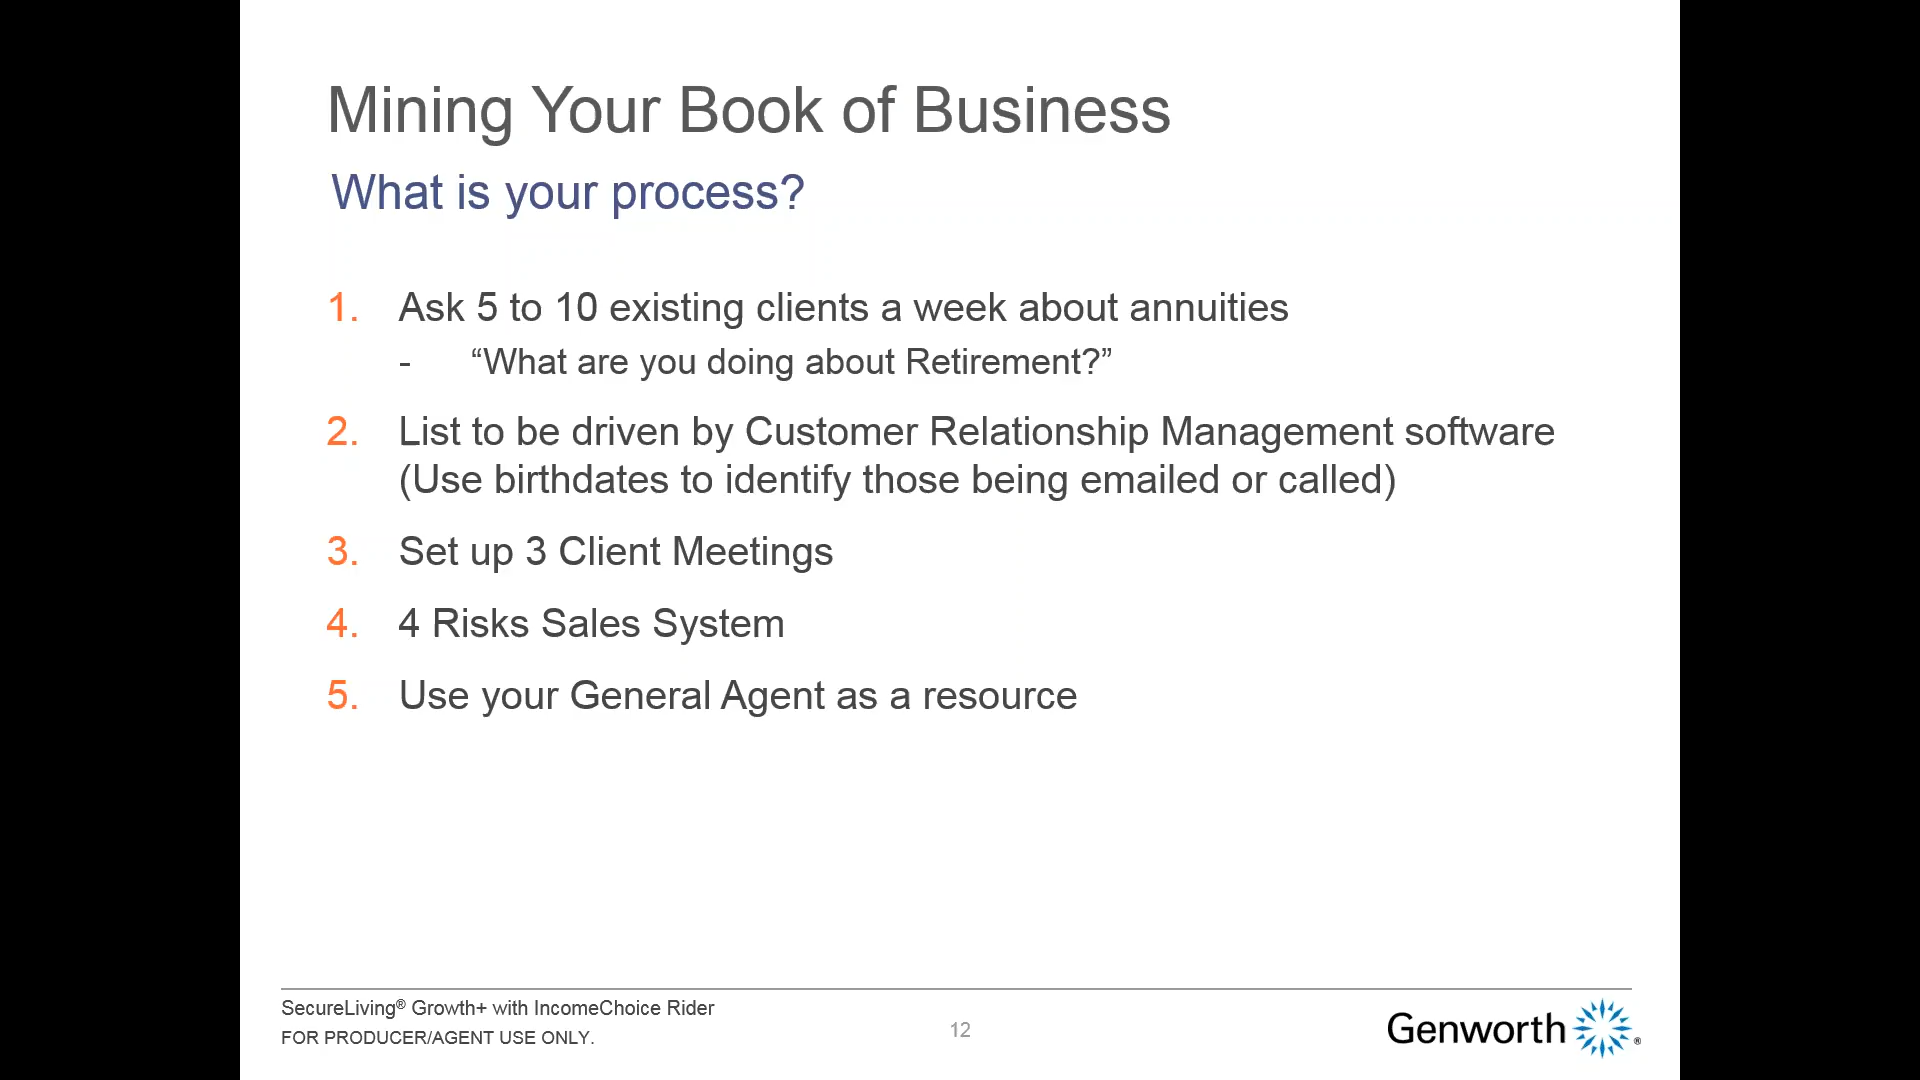 Mining Your Book of Business
What is your process?
1. Ask 5 to 10 existing clients a week about annuities
- “What are you doing about Retirement?”
2. List to be driven by Customer Relationship Management software
(Use birthdates to identify those being emailed or called)
3. Set up 3 Client Meetings
4. 4 Risks Sales System
5. Use your General Agent as a resource
SecureLiving® Growth+ with IncomeChoice Rider
FOR PRODUCER/AGENT USE ONLY.
12
Genworth®